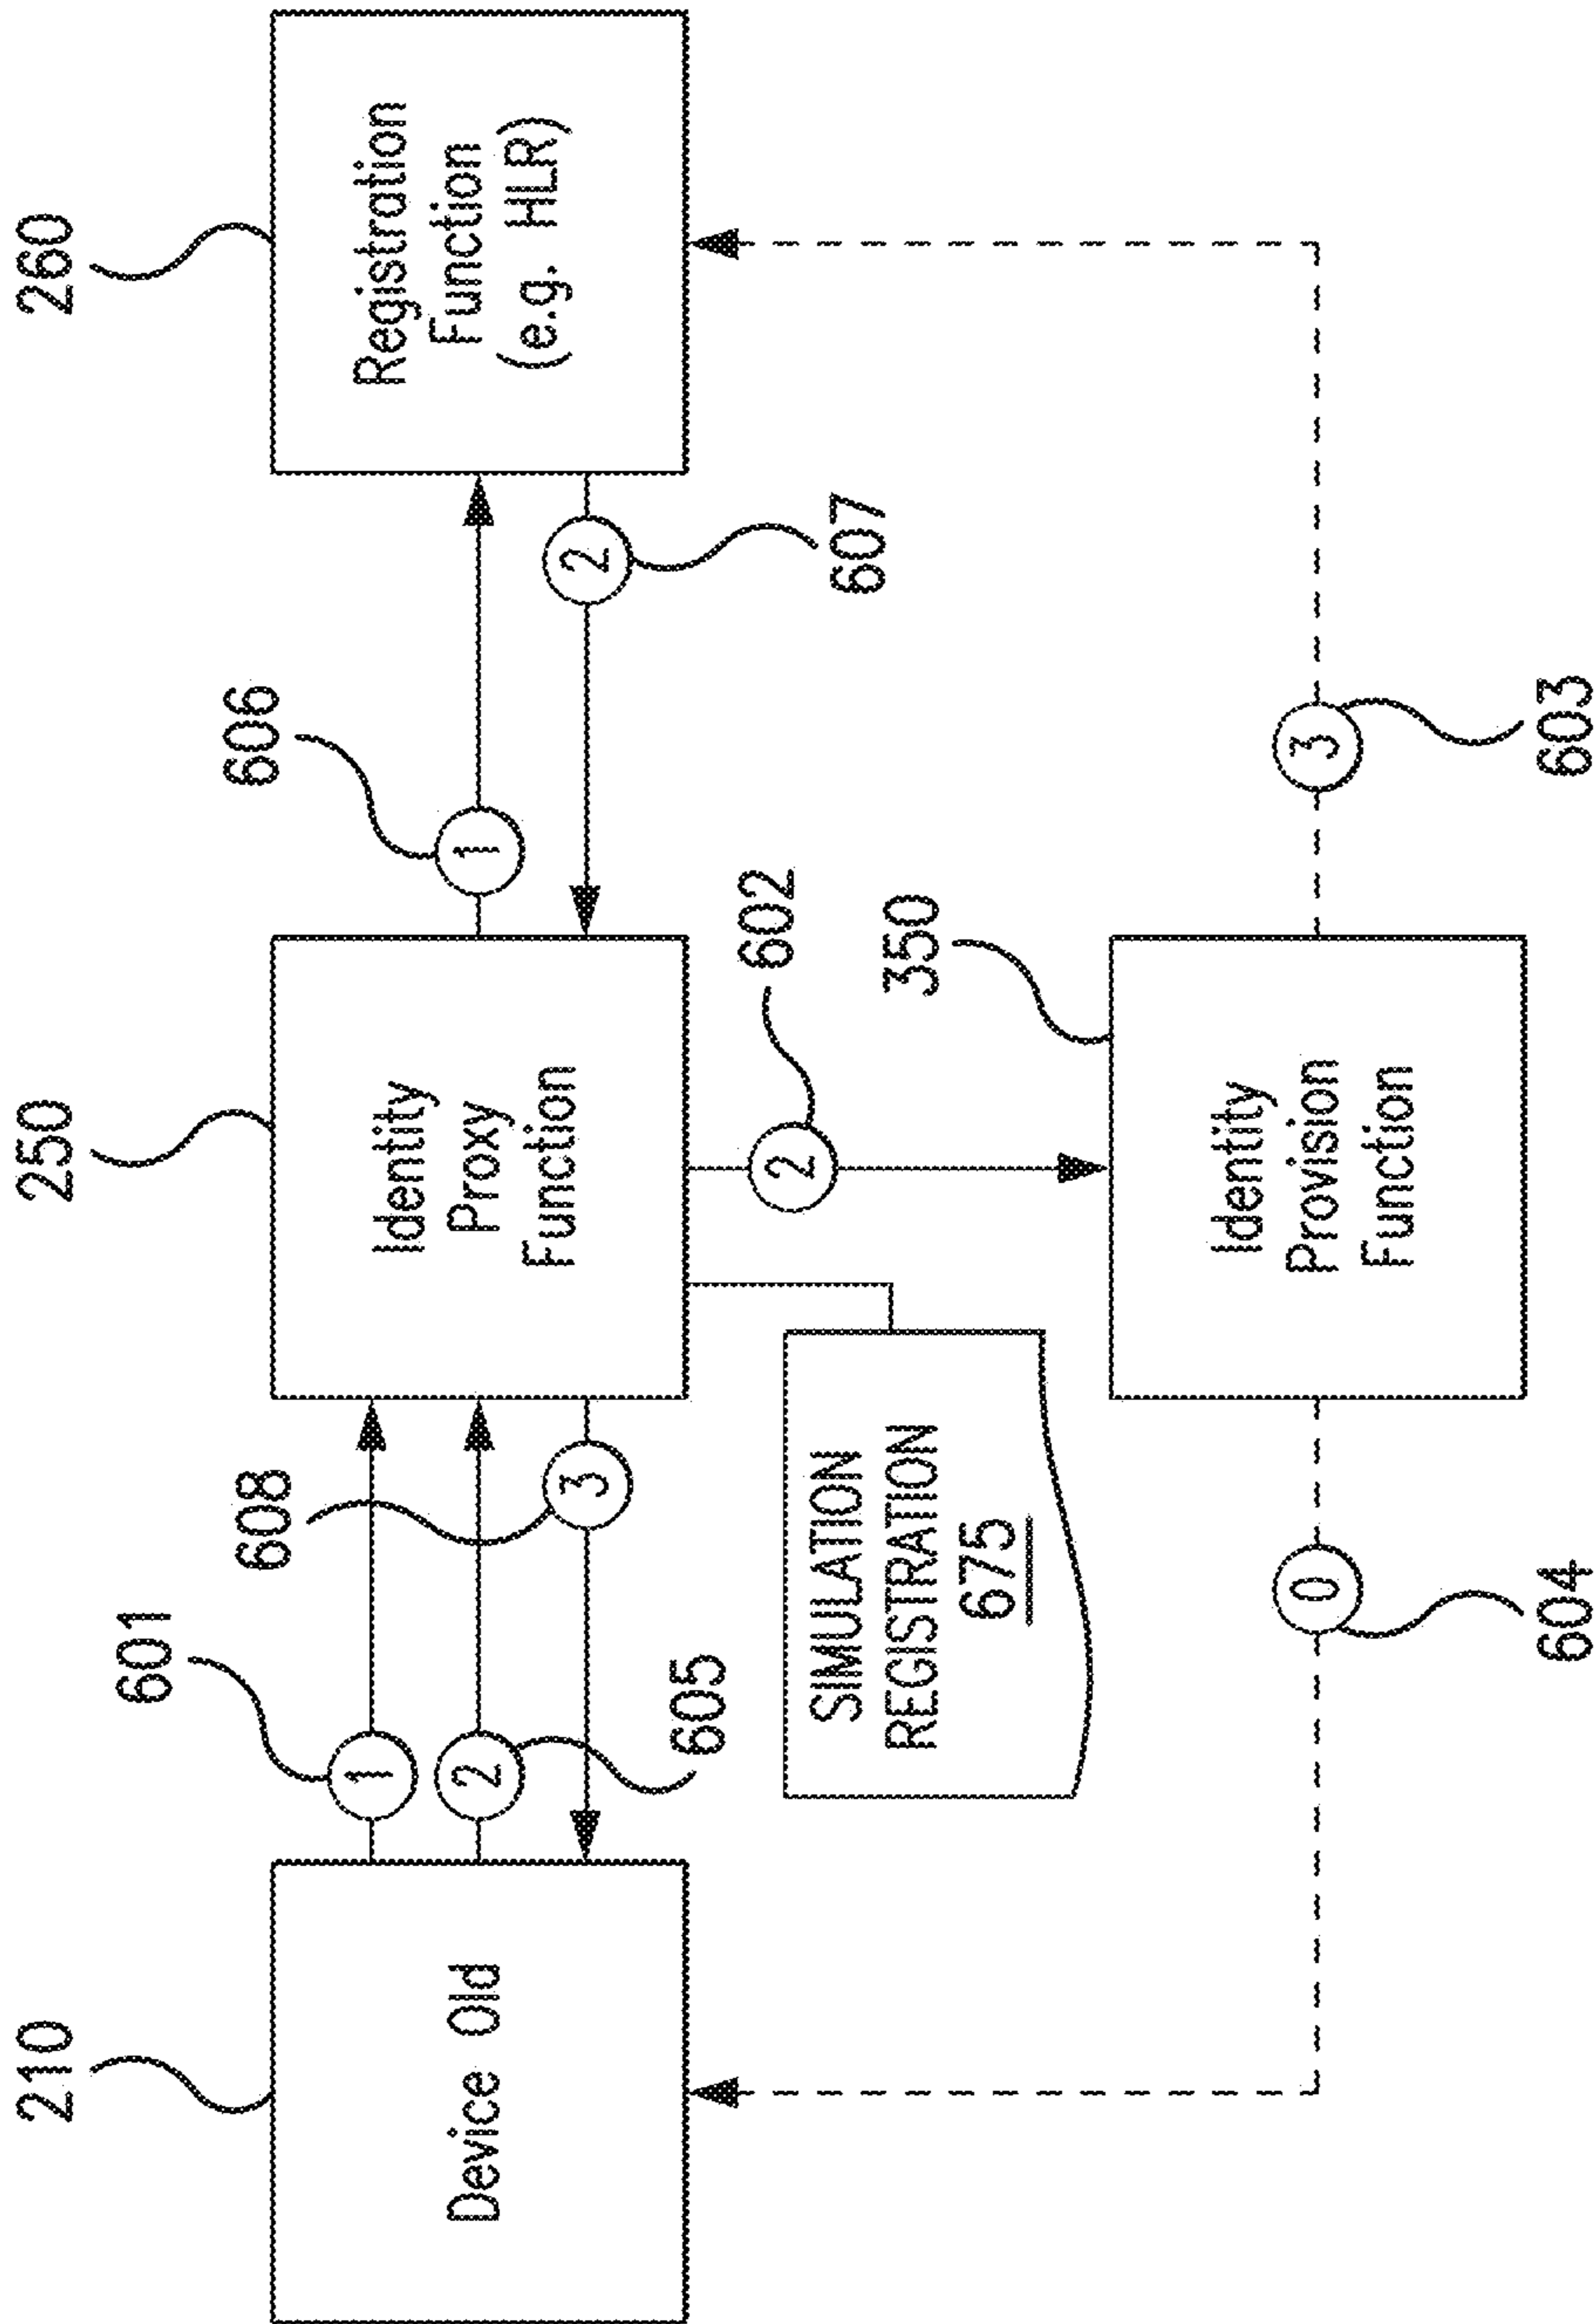 210
250
260
601
608
606
Device Old
1
2
605
3
Identity
Proxy
Function
1
2
607
Registration
Function
(e.g. HLR)
SIMULATION
REGISTRATION
675
2
602
350
0
604
Identity
Provision
Function
3
603